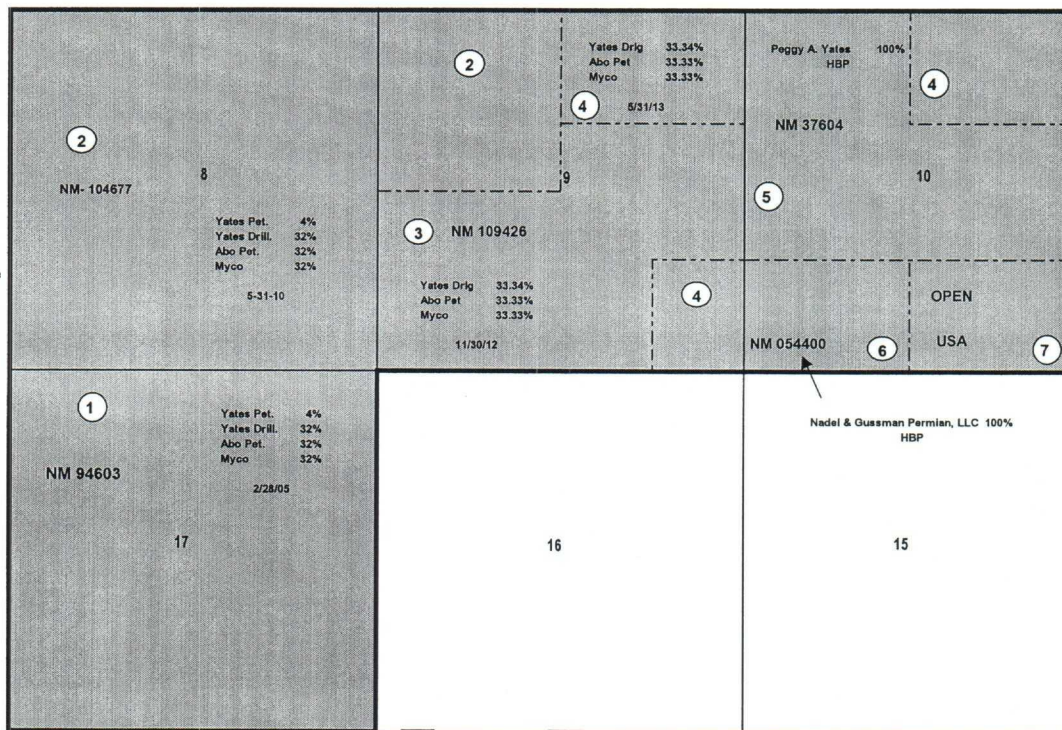 2
NM- 104677
8
Yates Pet. 4%
Yates Drill. 32%
Abo Pet. 32%
Myco 32%
5-31-10
2
Yates Drlg 33.34%
Abo Pet 33.33%
Myco 33.33%
4
5/31/13
9
3
NM 109426
Yates Drlg 33.34%
Abo Pet 33.33%
Myco 33.33%
11/30/12
4
Peggy A. Yates 100%
HBP
4
NM 37604
10
5
OPEN
USA
NM 054400
6
7
1
NM 94603
Yates Pet. 4%
Yates Drill. 32%
Abo Pet. 32%
Myco 32%
2/28/05
17
16
Nadel & Gussman Permian, LLC 100%
HBP
15